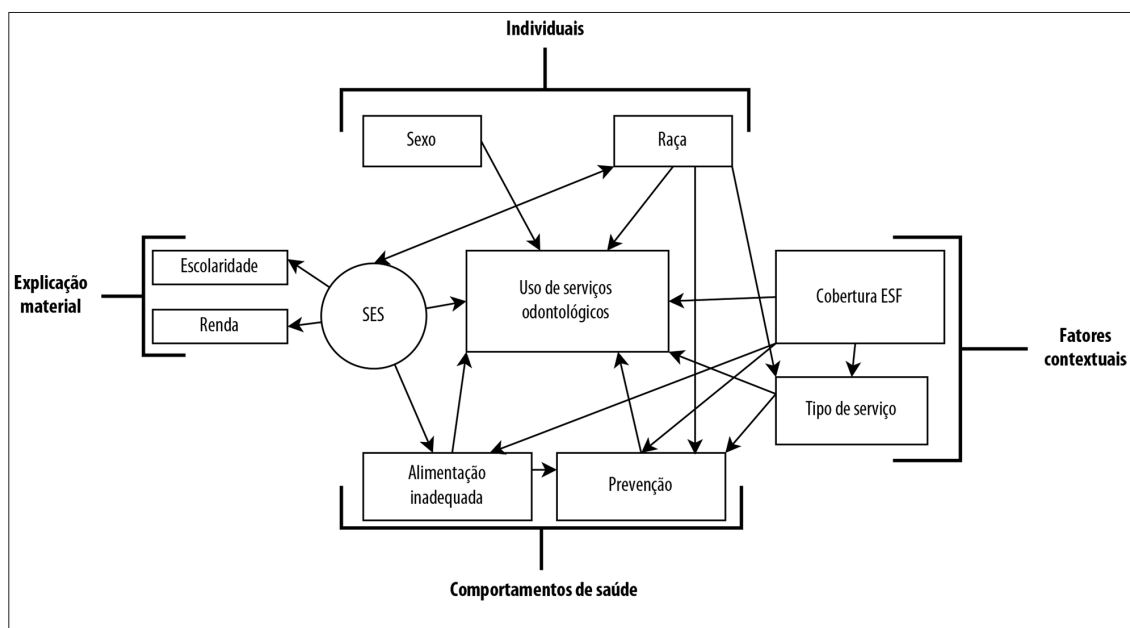 Individuais
Sexo
Raça
Explicação
material
Escolaridade
Renda
SES
Uso de serviços
odontológicos
Cobertura ESF
Tipo de serviço
Fatores
contextuais
Alimentação
inadequada
Prevenção
Comportamentos de saúde